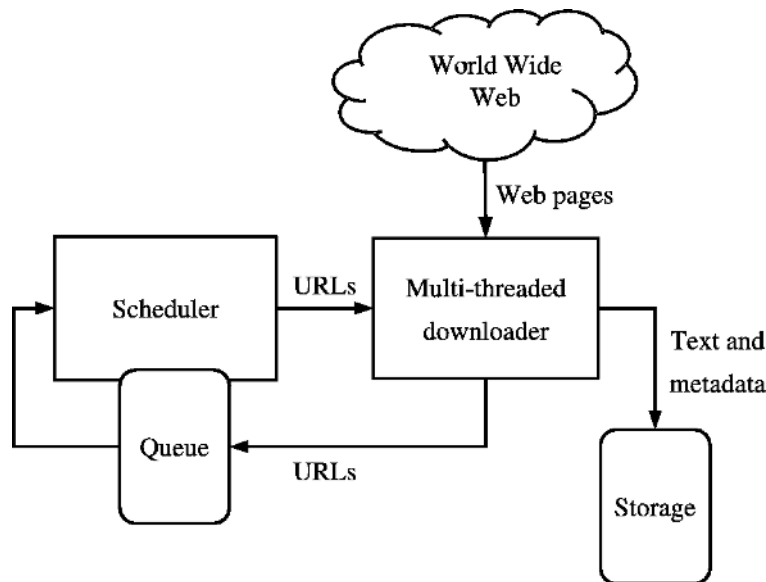 World Wide
Web
Web pages
Scheduler
URLs
Multi-threaded
downloader
Text and
metadata
Queue
URLs
Storage